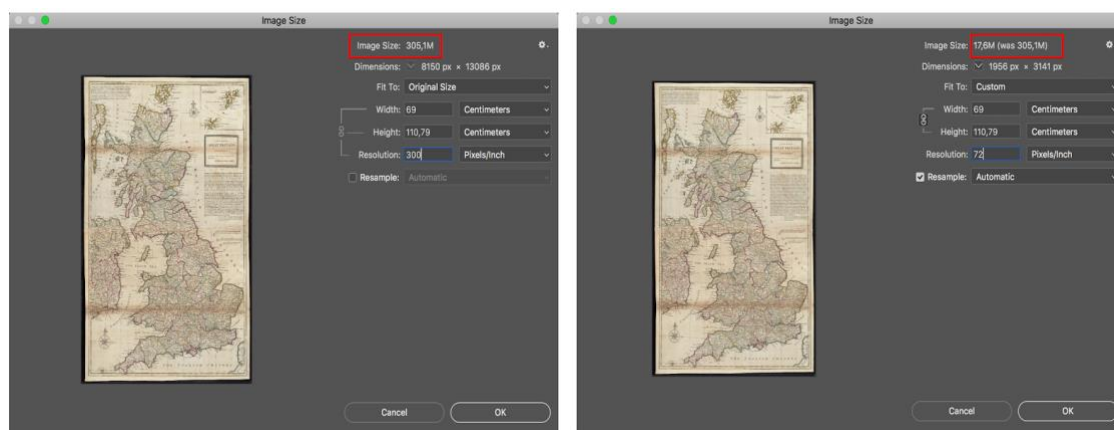 Image Size
Image Size: 305,1M
Dimensions: 8150 px × 13086 px
Fit To: Original Size
Width: 69 Centimeters
Height: 110,79 Centimeters
Resolution: 300 Pixels/Inch
Resample: Automatic
Cancel OK
Image Size
Image Size: 17,6M (was 305,1M)
Dimensions: 1956 px × 3141 px
Fit To: Custom
Width: 69 Centimeters
Height: 110,79 Centimeters
Resolution: 72 Pixels/Inch
Resample: Automatic
Cancel OK